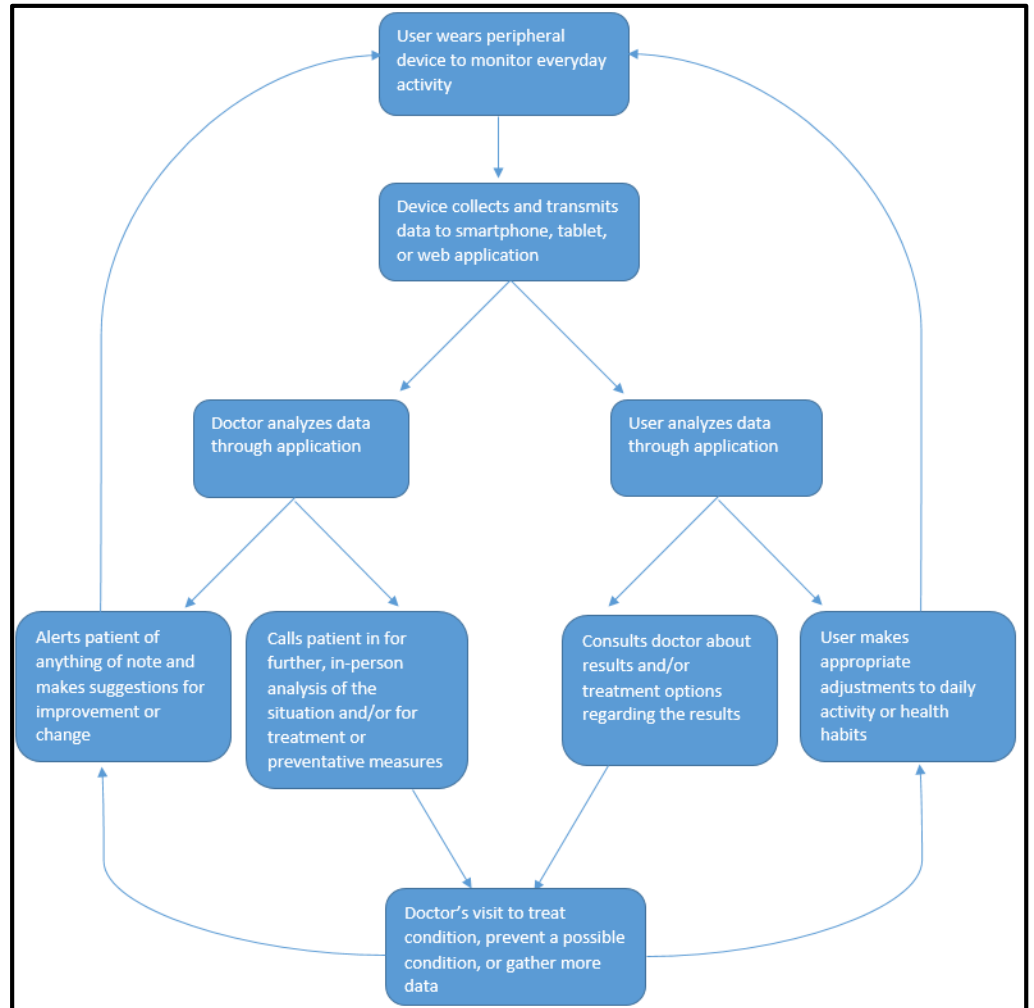 User wears peripheral
device to monitor everyday
activity
Device collects and transmits
data to smartphone, tablet,
or web application
Doctor analyzes data
through application
User analyzes data
through application
Alerts patient of
anything of note and
makes suggestions for
improvement or
change
Calls patient in for
further, in-person
analysis of the
situation and/or for
treatment or
preventative measures
Consults doctor about
results and/or
treatment options
regarding the results
User makes
appropriate
adjustments to daily
activity or health
habits
Doctor’s visit to treat
condition, prevent a possible
condition, or gather more
data